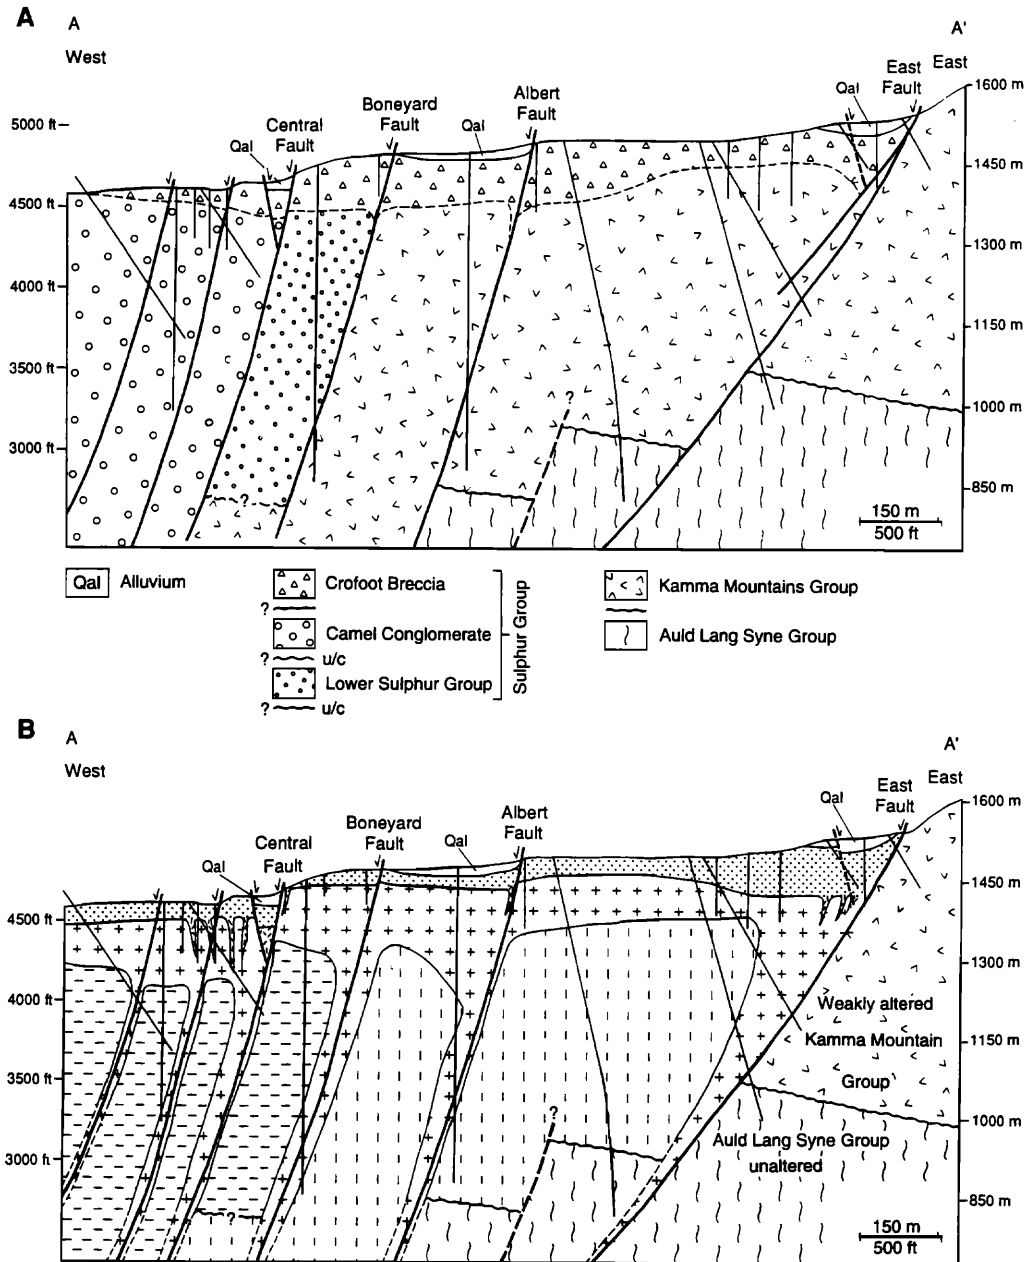 A
A
West
A'
East
East
Fault
Qal
Albert
Fault
Boneyard
Fault
Qal
Central
Fault
Qal
5000 ft
4500 ft
4000 ft
3500 ft
3000 ft
1600 m
1450 m
1300 m
1150 m
1000 m
850 m
?
?
150 m
500 ft
Qal Alluvium
Crofoot Breccia
?
Camel Conglomerate
? u/c
Lower Sulphur Group
? u/c
Sulphur Group
Kamma Mountains Group
Auld Lang Syne Group
B
A
West
A'
East
East
Fault
Qal
Albert
Fault
Boneyard
Fault
Qal
Central
Fault
Qal
4500 ft
4000 ft
3500 ft
3000 ft
1600 m
1450 m
1300 m
1150 m
1000 m
850 m
Weakly altered
Kamma Mountain
Group
Auld Lang Syne Group
unaltered
?
?
150 m
500 ft